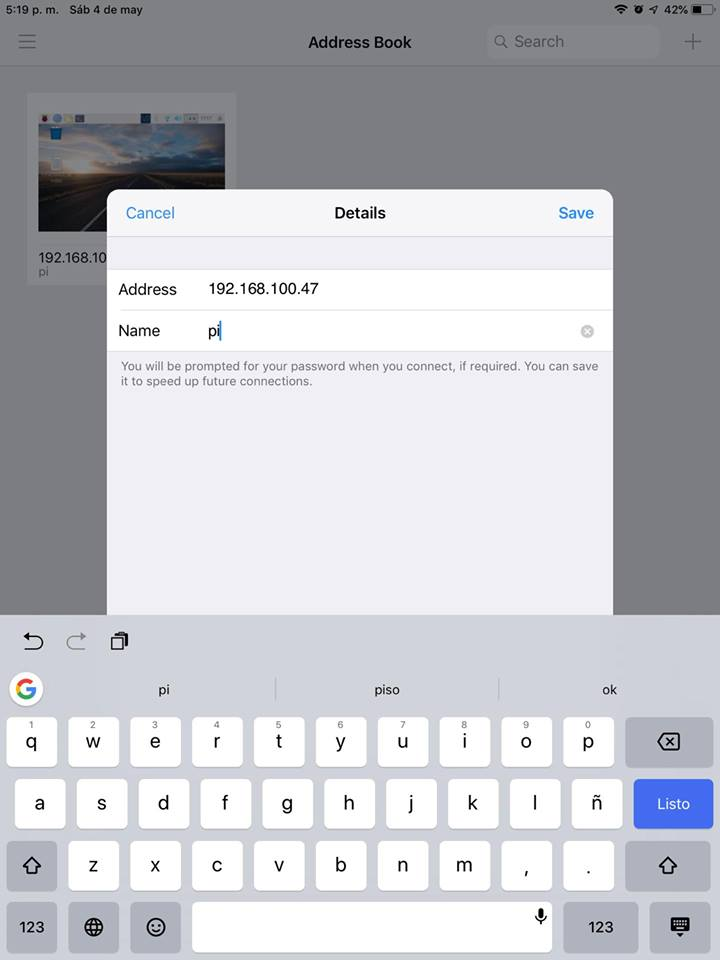 5:19 p. m. Sáb 4 de may 42%
Address Book
Search
192.168.10
pi
Cancel Details Save
Address 192.168.100.47
Name pi
You will be prompted for your password when you connect, if required. You can save
it to speed up future connections.
pi piso ok
1 2 3 4 5 6 7 8 9 0
q w e r t y u i o p
a s d f g h j k l ñ Listo
z x c v b n m , .
123 123